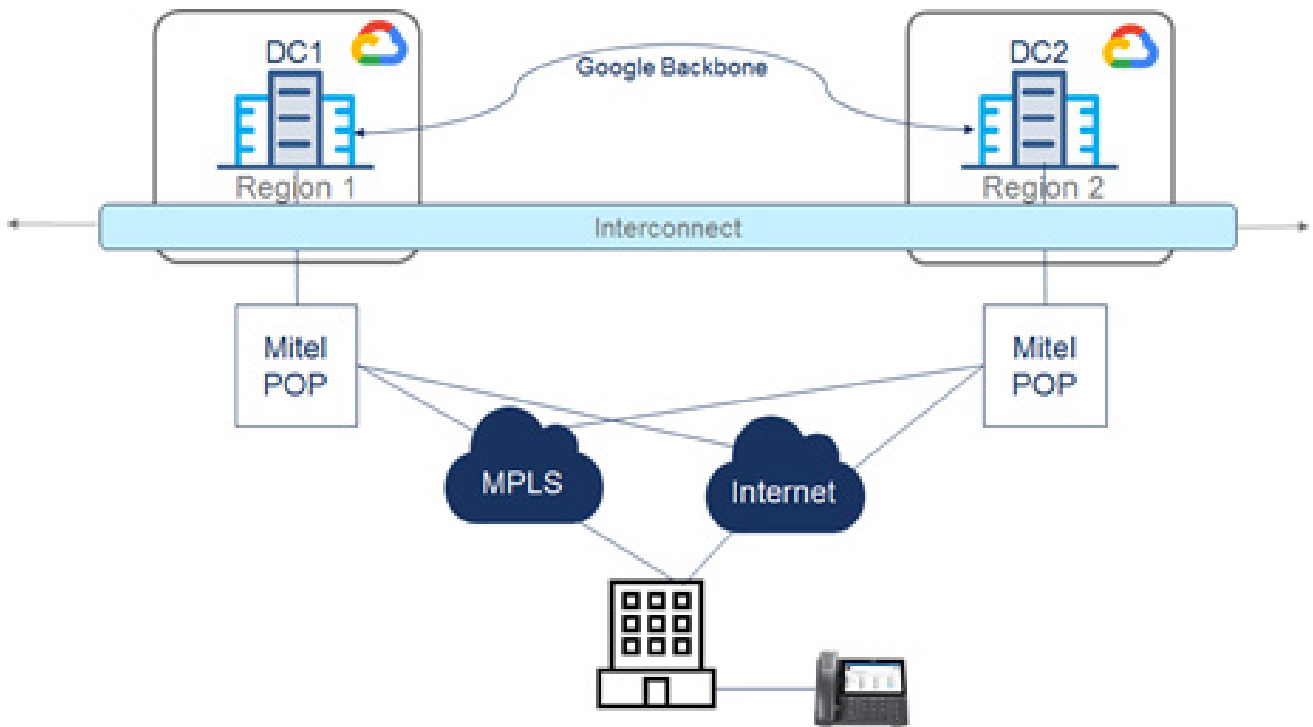 DC1
DC2
Google Backbone
Region 1
Region 2
Interconnect
Mitel
POP
Mitel
POP
MPLS
Internet